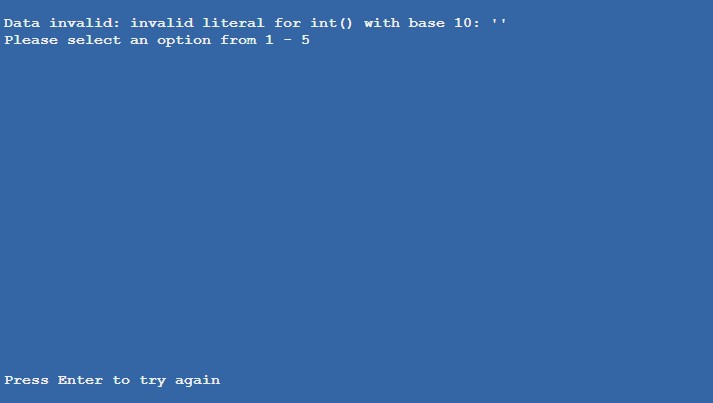 Data invalid: invalid literal for int() with base 10: ''
Please select an option from 1 - 5
Press Enter to try again